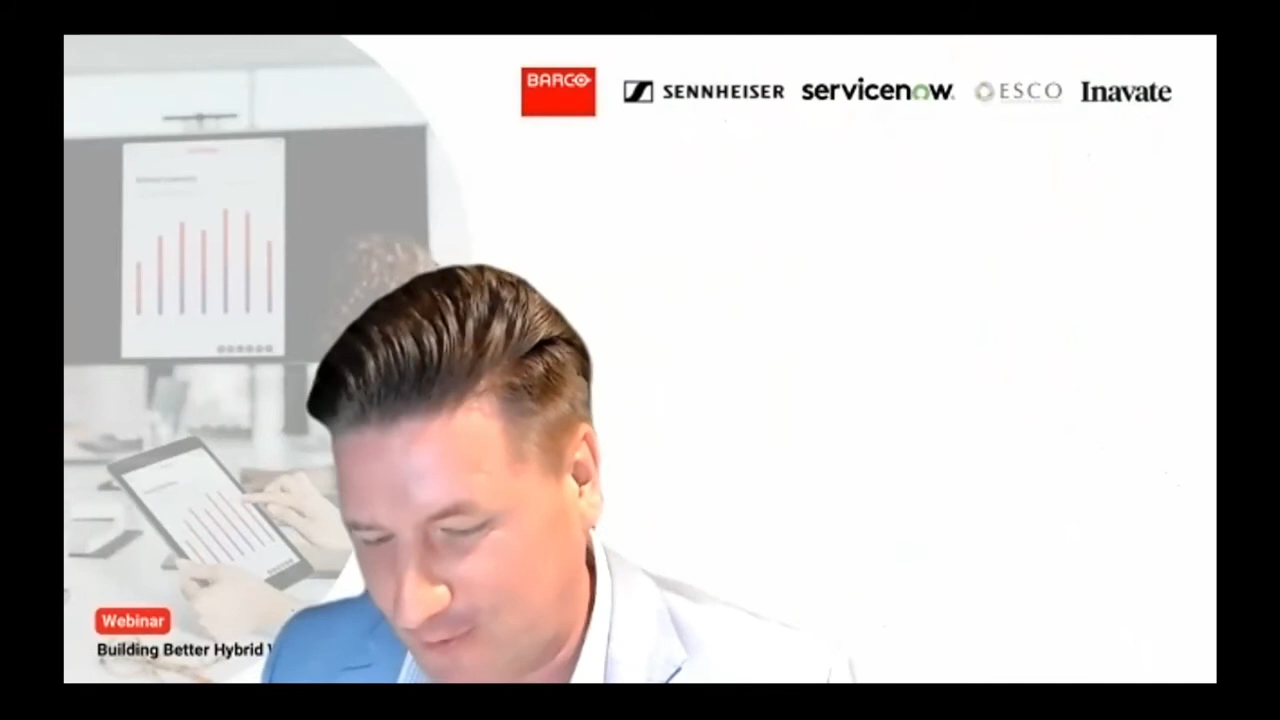 BARCO
SENNHEISER
servicenow.
ESCO
Inavate
Webinar
Building Better Hybrid